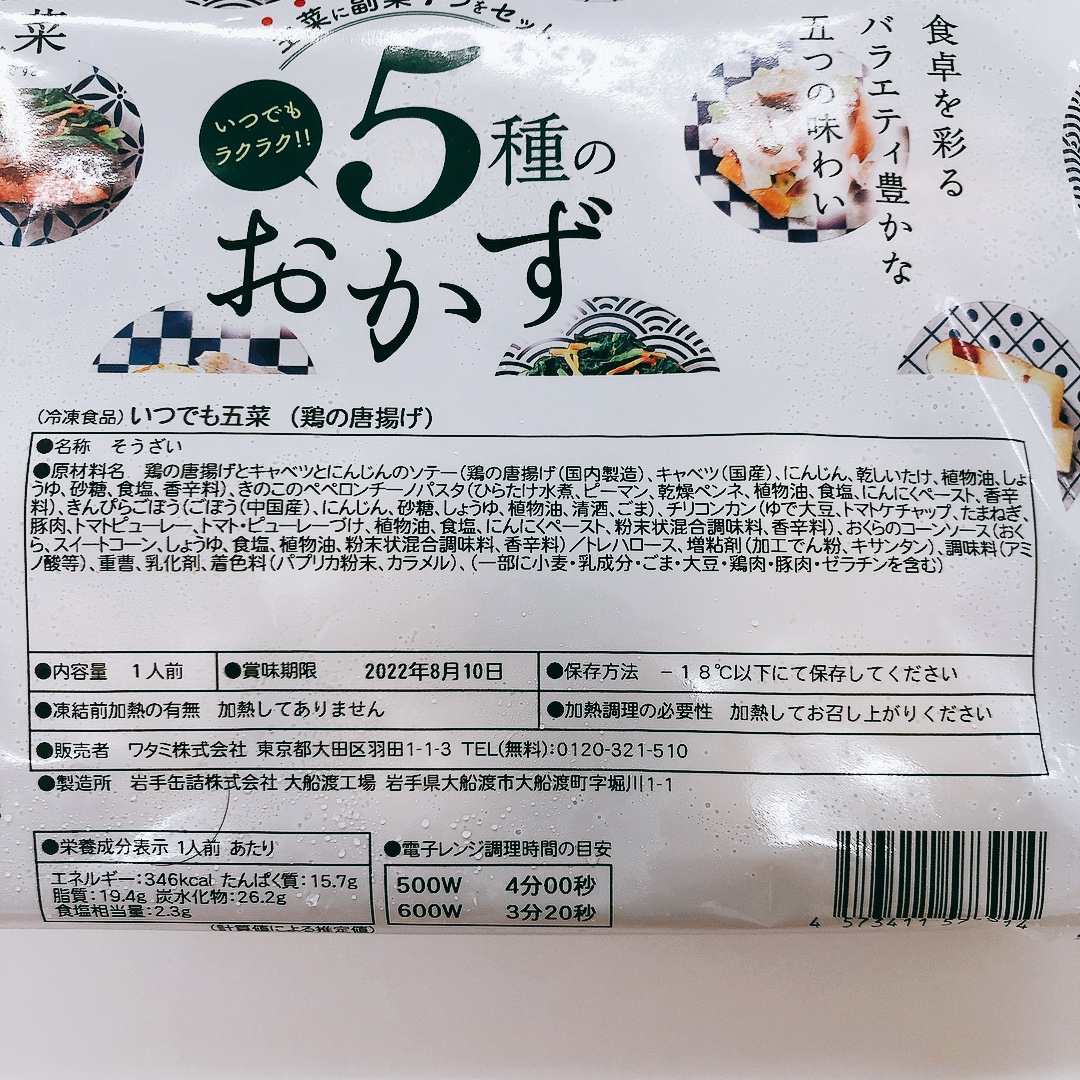 菜
主菜に副菜4つをセット
いつでも
ラクラク!!
5種の
おかず
食卓を彩る
バラエティ豊かな
五つの味わい
(冷凍食品)いつでも五菜 (鶏の唐揚げ)
●名称 そうざい
●原材料名 鶏の唐揚げとキャベツとにんじんのソテー(鶏の唐揚げ(国内製造)、キャベツ(国産)、にんじん、乾しいたけ、植物油、しょ
うゆ、砂糖、食塩、香辛料)、きのこのペペロンチーノパスタ(ひらたけ水煮、ピーマン、乾燥ペンネ、植物油、食塩、にんにくペースト、香辛
料)、きんぴらごぼう(ごぼう(中国産)、にんじん、砂糖、しょうゆ、植物油、清酒、ごま)、チリコンカン(ゆで大豆、トマトケチャップ、たまねぎ、
豚肉、トマトピューレー、トマト・ピューレーづけ、植物油、食塩、にんにくペースト、粉末状混合調味料、香辛料)、おくらのコーンソース(おく
ら、スイートコーン、しょうゆ、食塩、植物油、粉末状混合調味料、香辛料)/トレハロース、増粘剤(加工でん粉、キサンタン)、調味料(アミ
ノ酸等)、重曹、乳化剤、着色料(パプリカ粉末、カラメル)、(一部に小麦・乳成分・ごま・大豆・鶏肉・豚肉・ゼラチンを含む)
●内容量 1人前 ●賞味期限 2022年8月10日 ●保存方法 −18℃以下にて保存してください
●凍結前加熱の有無 加熱してありません ●加熱調理の必要性 加熱してお召し上がりください
●販売者 ワタミ株式会社 東京都大田区羽田1-1-3 TEL(無料):0120-321-510
●製造所 岩手缶詰株式会社 大船渡工場 岩手県大船渡市大船渡町字堀川1-1
●栄養成分表示 1人前 あたり
エネルギー:346kcal たんぱく質:15.7g
脂質:19.4g 炭水化物:26.2g
食塩相当量:2.3g
(計算値による推定値)
●電子レンジ調理時間の目安
500W 4分00秒
600W 3分20秒